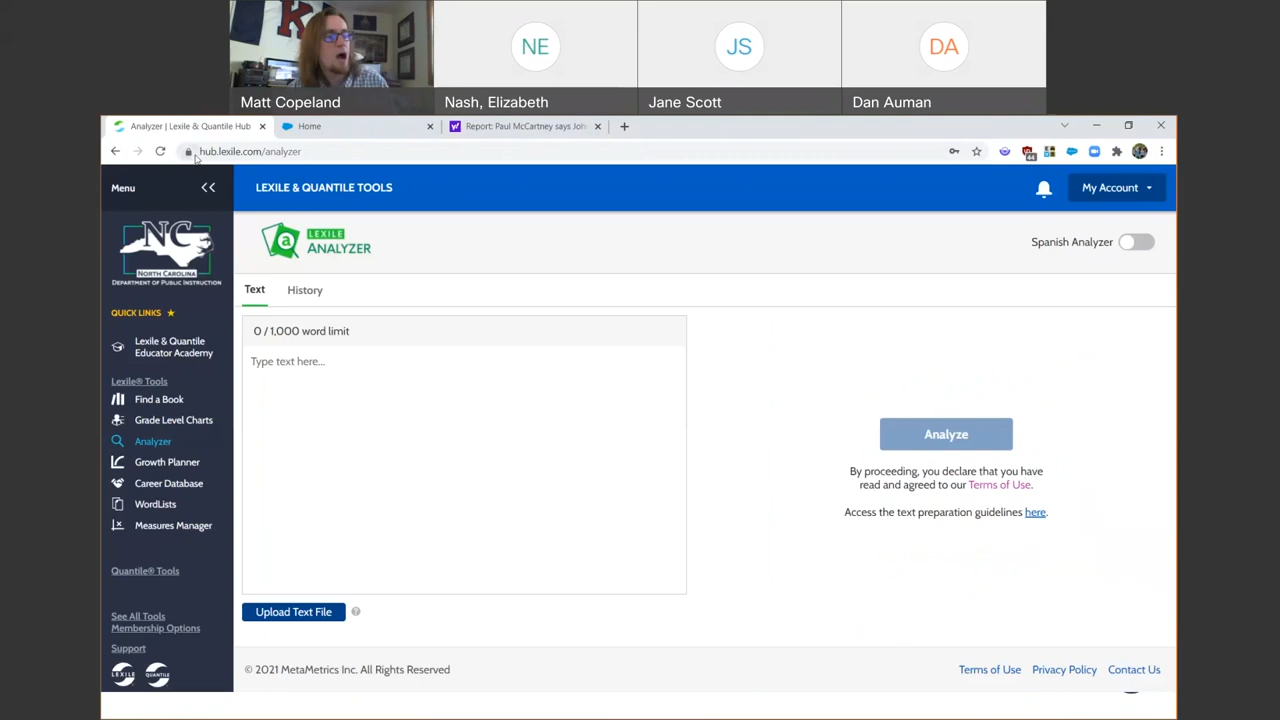 NE
JS
DA
Matt Copeland
Nash, Elizabeth
Jane Scott
Dan Auman
Analyzer | Lexile & Quantile Hub
Home
Report: Paul McCartney says Joh
hub.lexile.com/analyzer
44
Menu
LEXILE & QUANTILE TOOLS
My Account
NC
NORTH CAROLINA
DEPARTMENT OF PUBLIC INSTRUCTION
a
LEXILE
ANALYZER
Spanish Analyzer
Text
History
QUICK LINKS
Lexile & Quantile
Educator Academy
Lexile® Tools
Find a Book
Grade Level Charts
Analyzer
Growth Planner
Career Database
WordLists
Measures Manager
Quantile® Tools
See All Tools
Membership Options
Support
LEXILE
QUANTILE
0 / 1,000 word limit
Type text here...
Upload Text File
?
Analyze
By proceeding, you declare that you have
read and agreed to our Terms of Use.
Access the text preparation guidelines here.
© 2021 MetaMetrics Inc. All Rights Reserved
Terms of Use
Privacy Policy
Contact Us